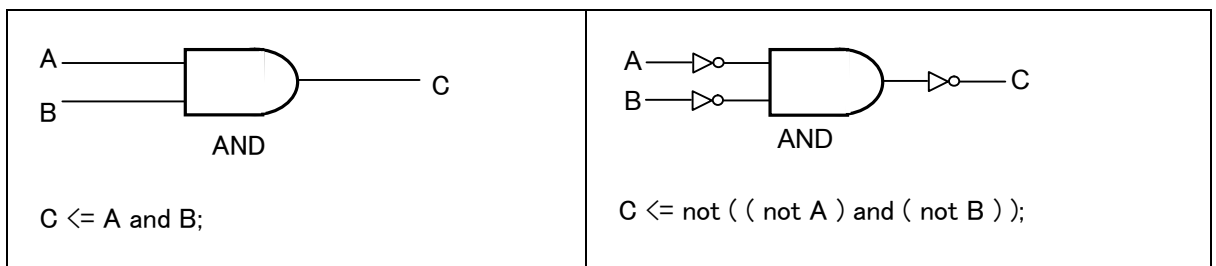 A
B
C
AND
C <= A and B;
A
B
C
AND
C <= not ( ( not A ) and ( not B ) );